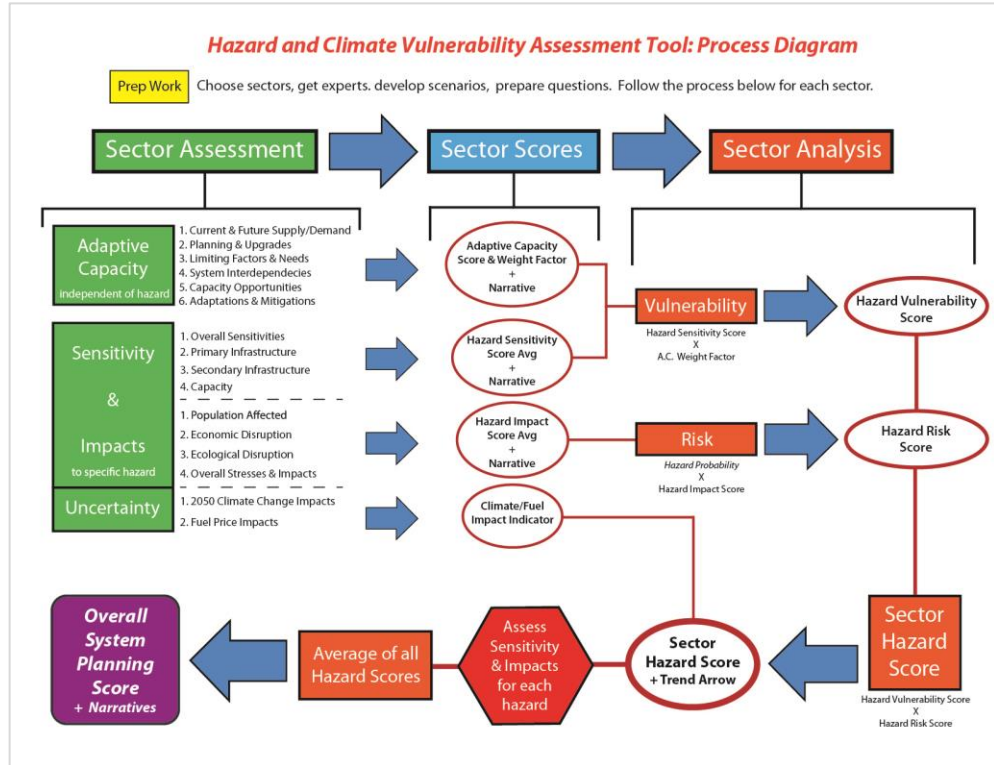 Hazard and Climate Vulnerability Assessment Tool: Process Diagram
Prep Work
Choose sectors, get experts. develop scenarios, prepare questions. Follow the process below for each sector.
Sector Assessment
Sector Scores
Sector Analysis
Adaptive
Capacity
independent of hazard
1. Current & Future Supply/Demand
2. Planning & Upgrades
3. Limiting Factors & Needs
4. System Interdependecies
5. Capacity Opportunities
6. Adaptations & Mitigations
Adaptive Capacity
Score & Weight Factor
+
Narrative
Vulnerability
Hazard Sensitivity Score
X
A.C. Weight Factor
Hazard Vulnerability
Score
Sensitivity
&
Impacts
to specific hazard
1. Overall Sensitivities
2. Primary Infrastructure
3. Secondary Infrastructure
4. Capacity
Hazard Sensitivity
Score Avg
+
Narrative
1. Population Affected
2. Economic Disruption
3. Ecological Disruption
4. Overall Stresses & Impacts
Hazard Impact
Score Avg
+
Narrative
Risk
Hazard Probability
X
Hazard Impact Score
Hazard Risk
Score
Uncertainty
1. 2050 Climate Change Impacts
2. Fuel Price Impacts
Climate/Fuel
Impact Indicator
Overall
System
Planning
Score
+ Narratives
Average of all
Hazard Scores
Assess
Sensitivity
& Impacts
for each
hazard
Sector
Hazard Score
+ Trend Arrow
Sector
Hazard
Score
Hazard Vulnerability Score
X
Hazard Risk Score